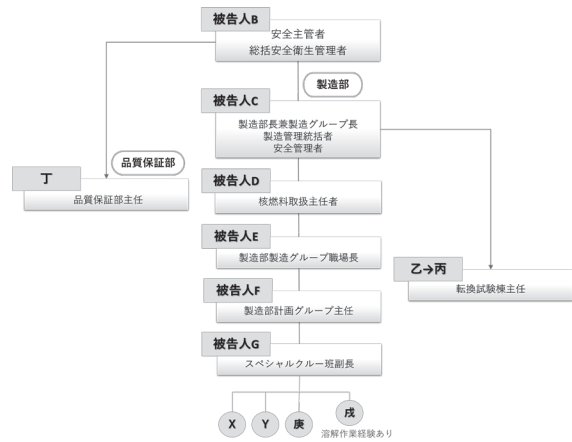 被告人B
安全主管者
総括安全衛生管理者
製造部
被告人C
製造部長兼製造グループ長
製造管理統括者
安全管理者
品質保証部
丁
品質保証部主任
被告人D
核燃料取扱主任者
被告人E
製造部製造グループ職場長
乙→丙
転換試験棟主任
被告人F
製造部計画グループ主任
被告人G
スペシャルクルー班副長
X
Y
庚
戌
溶解作業経験あり